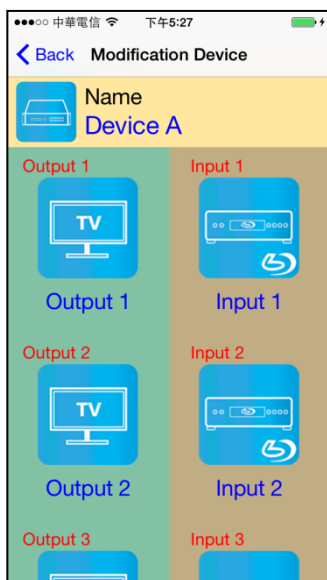 中華電信 下午5:27
Back Modification Device
Name
Device A
Output 1 Input 1
TV
Output 1 Input 1
Output 2 Input 2
TV
Output 2 Input 2
Output 3 Input 3